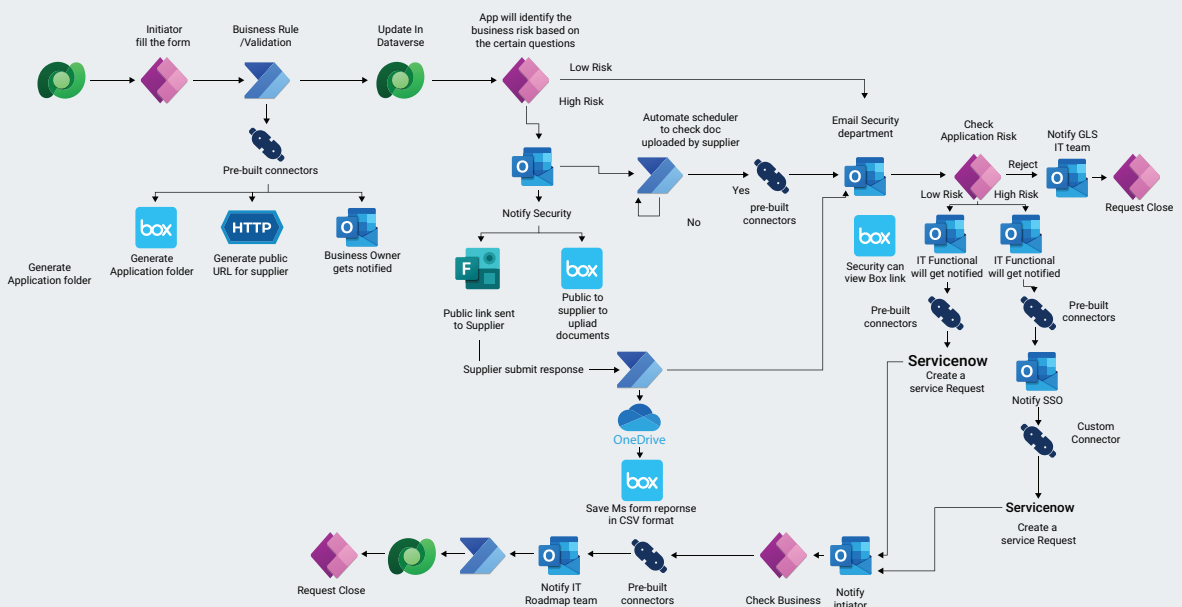 Initiator
fill the form
Buisness Rule
/Validation
Update In
Dataverse
App will identify the
business risk based on
the certain questions
Low Risk
High Risk
Pre-built connectors
box
HTTP
O
Generate
Application folder
Generate
Application folder
Generate public
URL for supplier
Business Owner
gets notified
O
Notify Security
Automate scheduler
to check doc
uploaded by supplier
Yes
No
pre-built
connectors
Email Security
department
O
box
Security can
view Box link
Check
Application Risk
Reject
Low Risk
High Risk
Notify GLS
IT team
O
Request Close
O
IT Functional
will get notified
O
IT Functional
will get notified
Pre-built
connectors
Pre-built
connectors
F
Public link sent
to Supplier
box
Public to
supplier to
upliad
documents
Supplier submit response
OneDrive
box
Save Ms form repornse
in CSV format
Servicenow
Create a
service Request
O
Notify SSO
Custom
Connector
Servicenow
Create a
service Request
Request Close
O
Notify IT
Roadmap team
Pre-built
connectors
Check Business
O
Notify
intiator